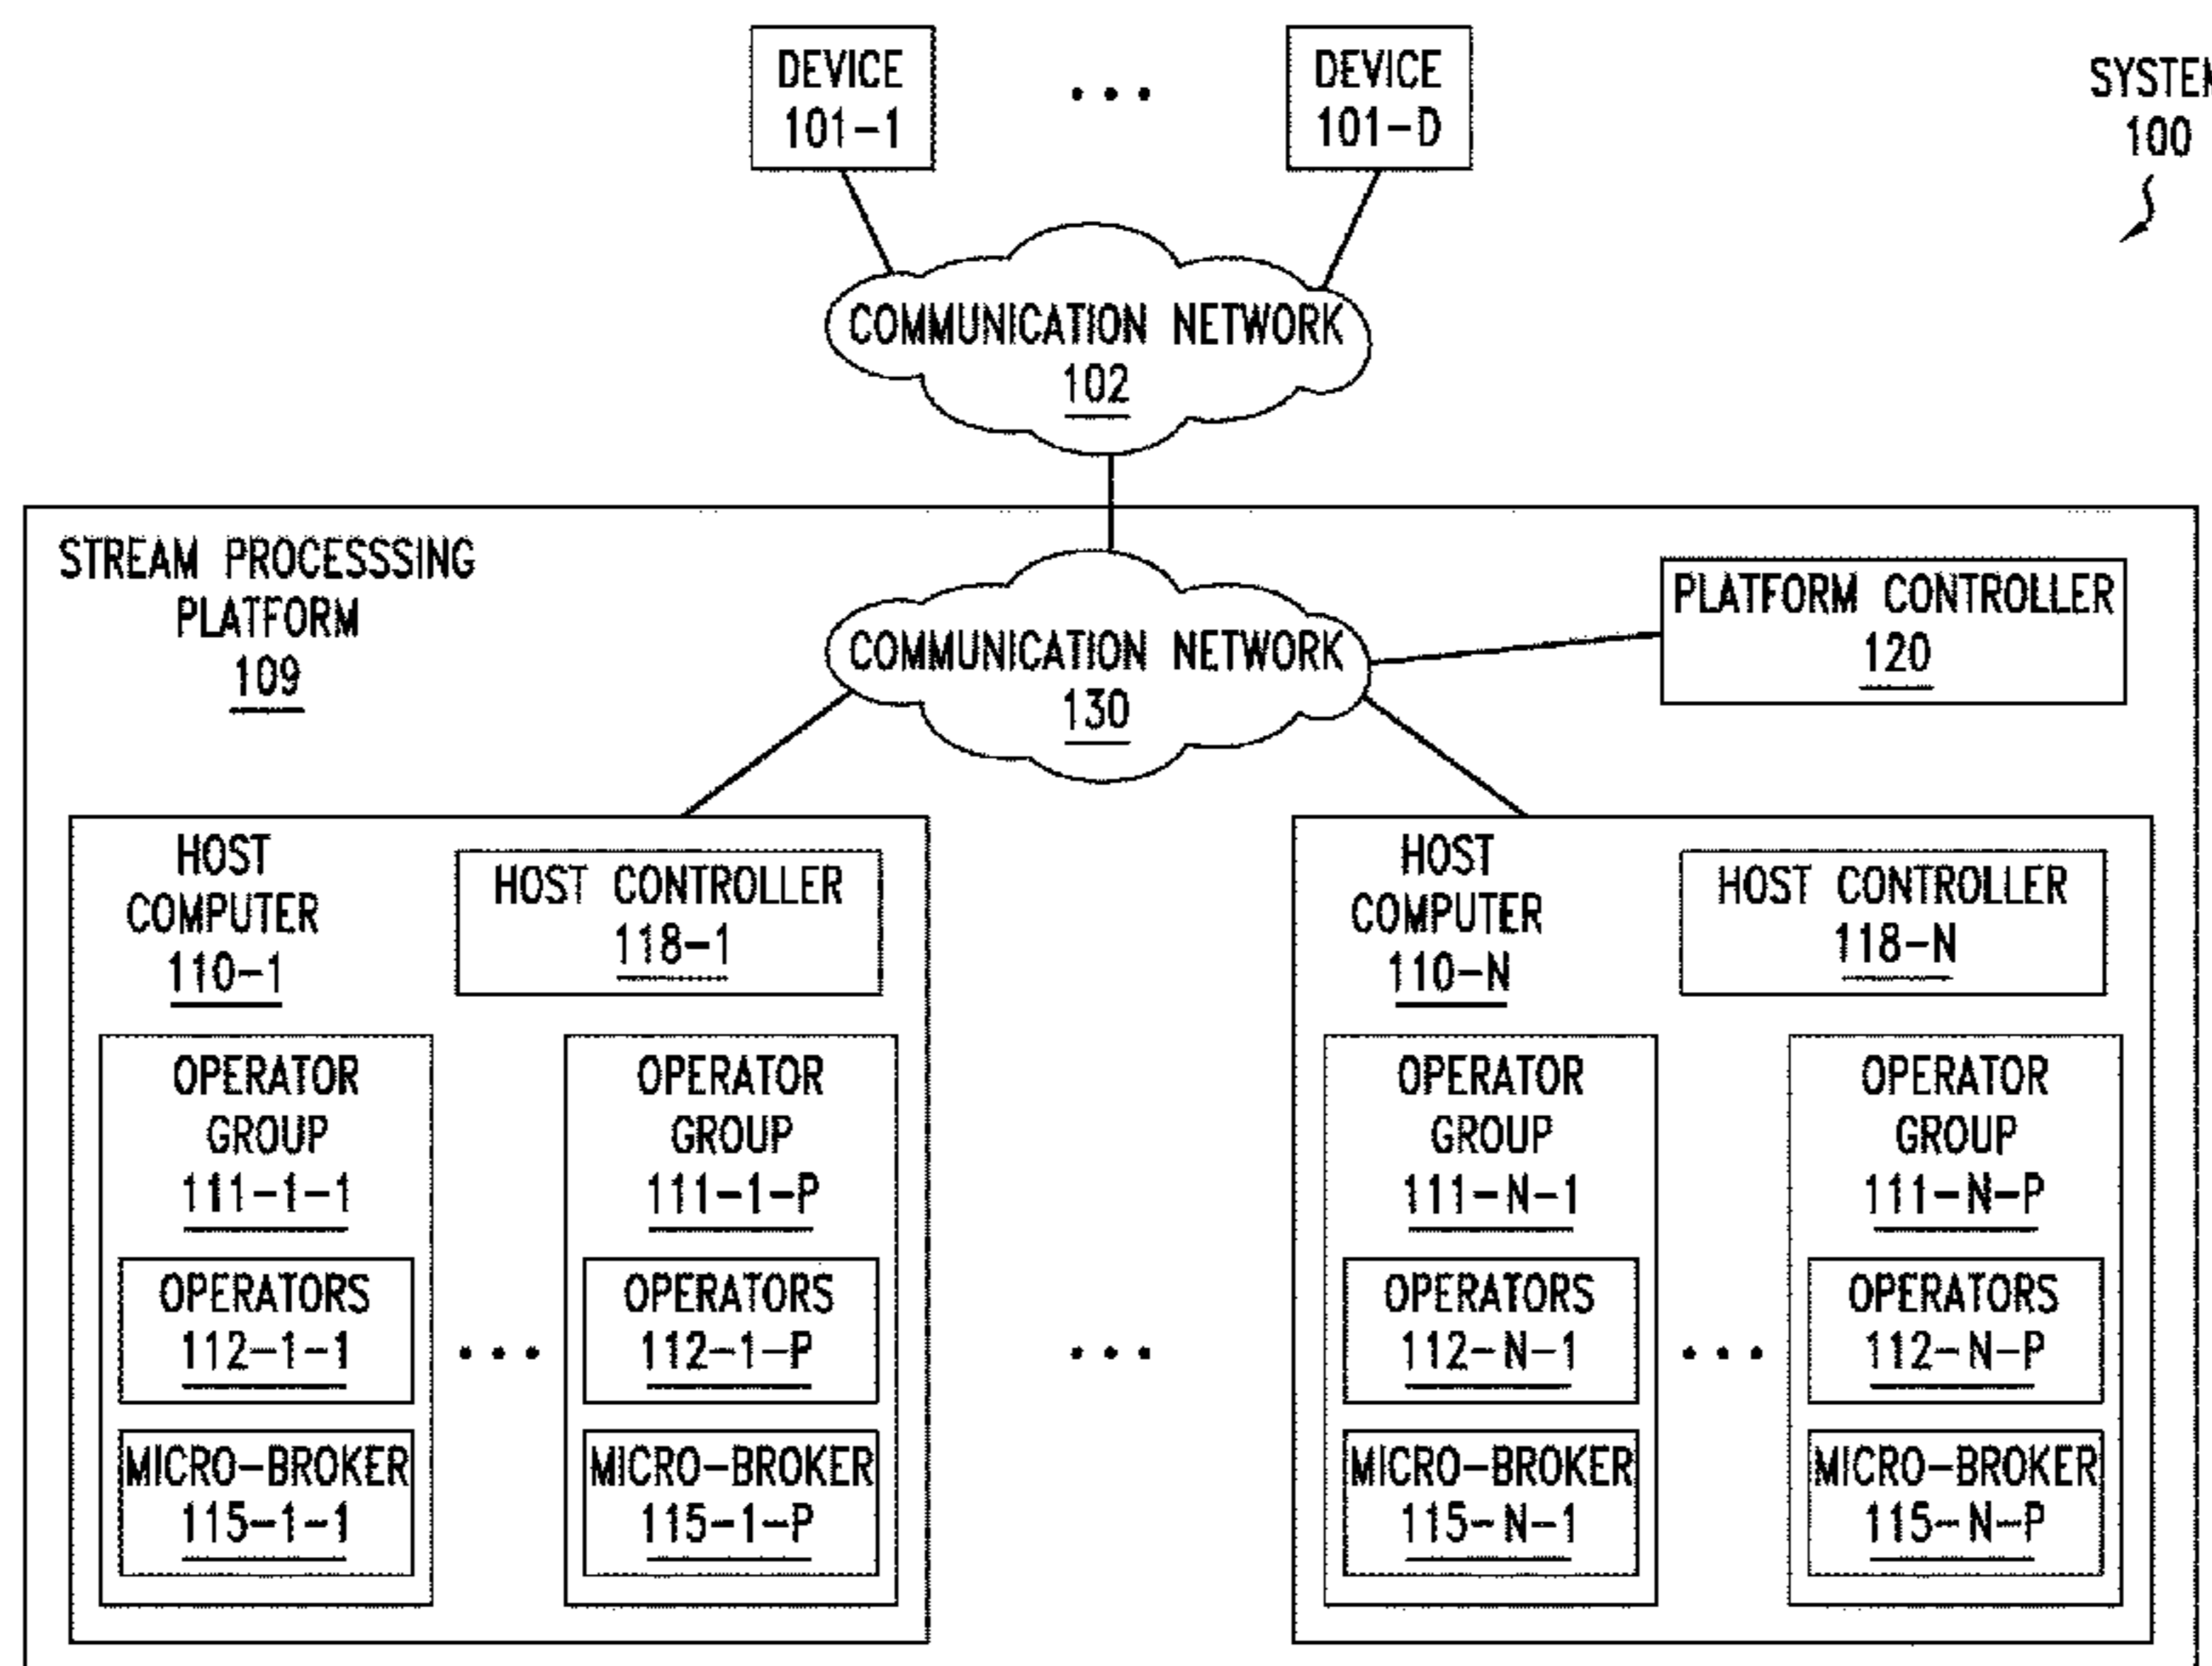 DEVICE
101-1
DEVICE
101-D
SYSTEM
100
COMMUNICATION NETWORK
102
STREAM PROCESSSING
PLATFORM
109
COMMUNICATION NETWORK
130
PLATFORM CONTROLLER
120
HOST
COMPUTER
110-1
HOST CONTROLLER
118-1
OPERATOR
GROUP
111-1-1
OPERATORS
112-1-1
MICRO-BROKER
115-1-1
OPERATOR
GROUP
111-1-P
OPERATORS
112-1-P
MICRO-BROKER
115-1-P
HOST
COMPUTER
110-N
HOST CONTROLLER
118-N
OPERATOR
GROUP
111-N-1
OPERATORS
112-N-1
MICRO-BROKER
115-N-1
OPERATOR
GROUP
111-N-P
OPERATORS
112-N-P
MICRO-BROKER
115-N-P